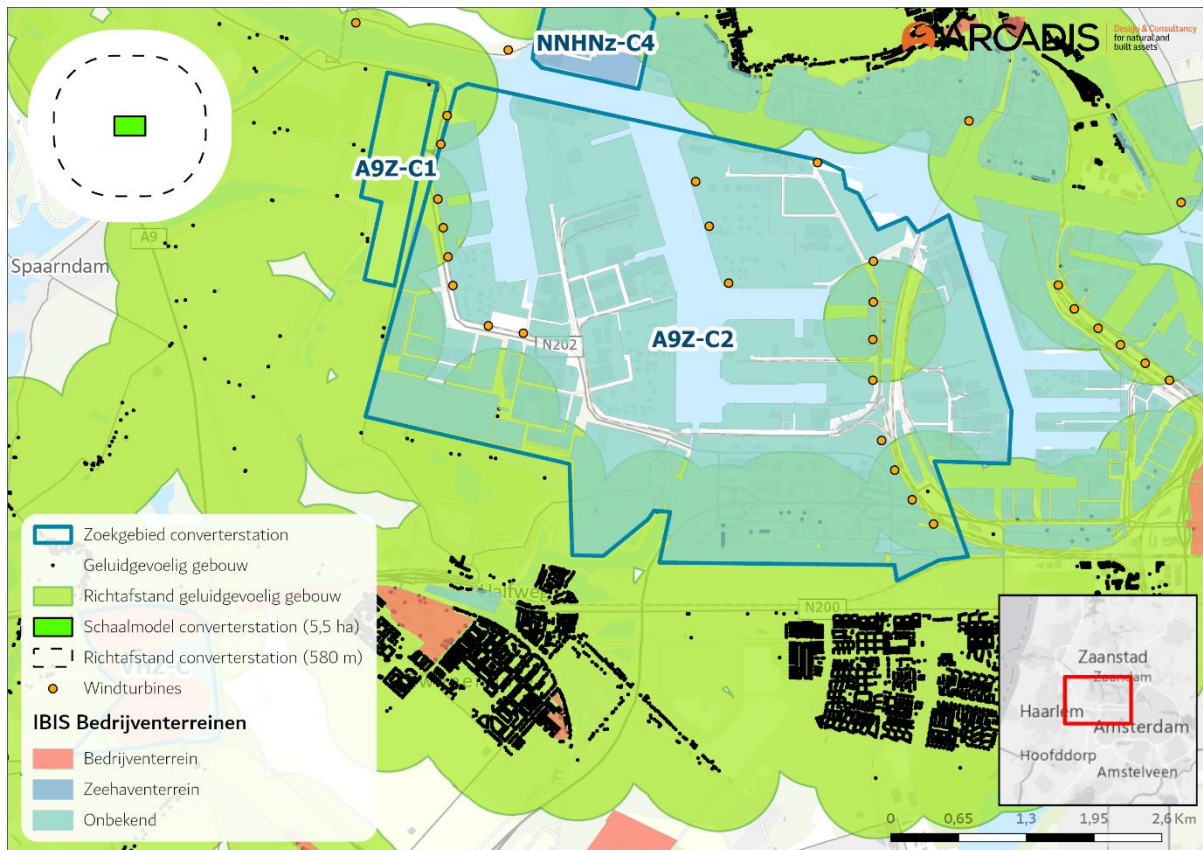 NNHNz-C4
ARCADIS
Design & Consultancy
for natural and
built assets
A9Z-C1
A9
Spaarndam
N202
A9Z-C2
Zoekgebied converterstation
Geluidgevoelig gebouw
Richtafstand geluidgevoelig gebouw
Schaalmodel converterstation (5,5 ha)
Richtafstand converterstation (580 m)
Windturbines
IBIS Bedrijventerreinen
Bedrijventerrein
Zeehaventerrein
Onbekend
Halfweg
N200
Zaanstad
Zaandam
Haarlem
Amsterdam
Hoofddorp
Amstelveen
0 0,65 1,3 1,95 2,6 Km